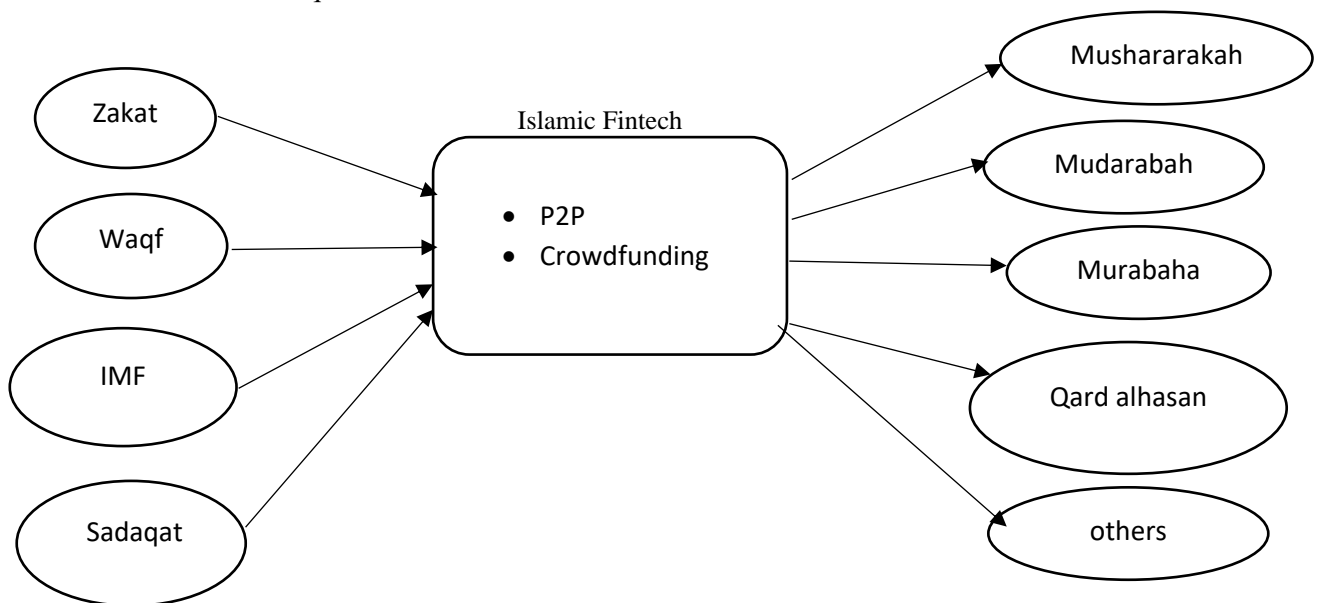 Zakat
Waqf
IMF
Sadaqat
Islamic Fintech
• P2P
• Crowdfunding
Mushararakah
Mudarabah
Murabaha
Qard alhasan
others